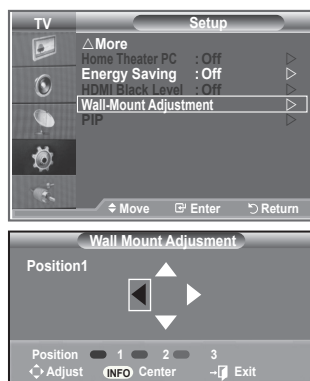 TV Setup
△More
Home Theater PC : Off
Energy Saving : Off
HDMI Black Level : Off
Wall-Mount Adjustment
PIP
Move Enter Return
Wall Mount Adjusment
Position1
Position 1 2 3
Adjust INFO Center Exit